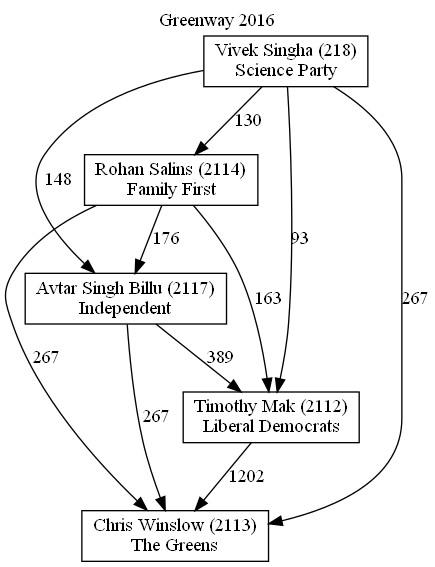 Greenway 2016
Vivek Singha (218)
Science Party
130
Rohan Salins (2114)
Family First
148
176
93
Avtar Singh Billu (2117)
Independent
163
267
267
389
267
Timothy Mak (2112)
Liberal Democrats
1202
Chris Winslow (2113)
The Greens